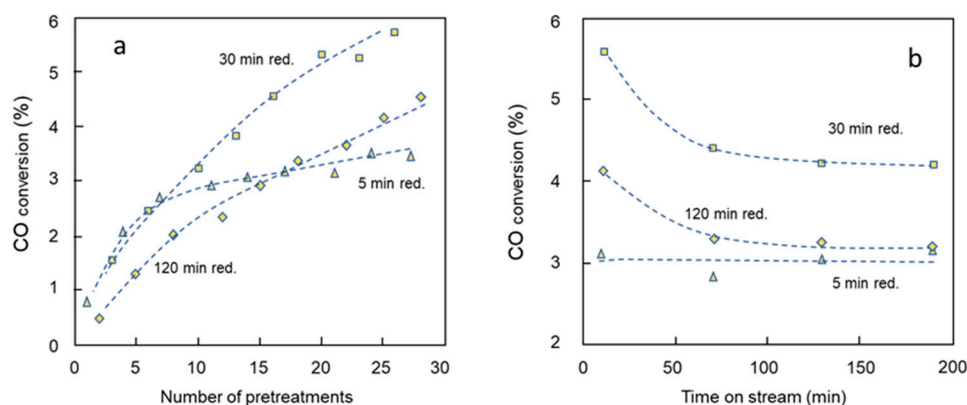 a
CO conversion (%)
6
5
4
3
2
1
0
30 min red.
5 min red.
120 min red.
0 5 10 15 20 25 30
Number of pretreatments
b
CO conversion (%)
6
5
4
3
2
30 min red.
120 min red.
5 min red.
0 50 100 150 200
Time on stream (min)